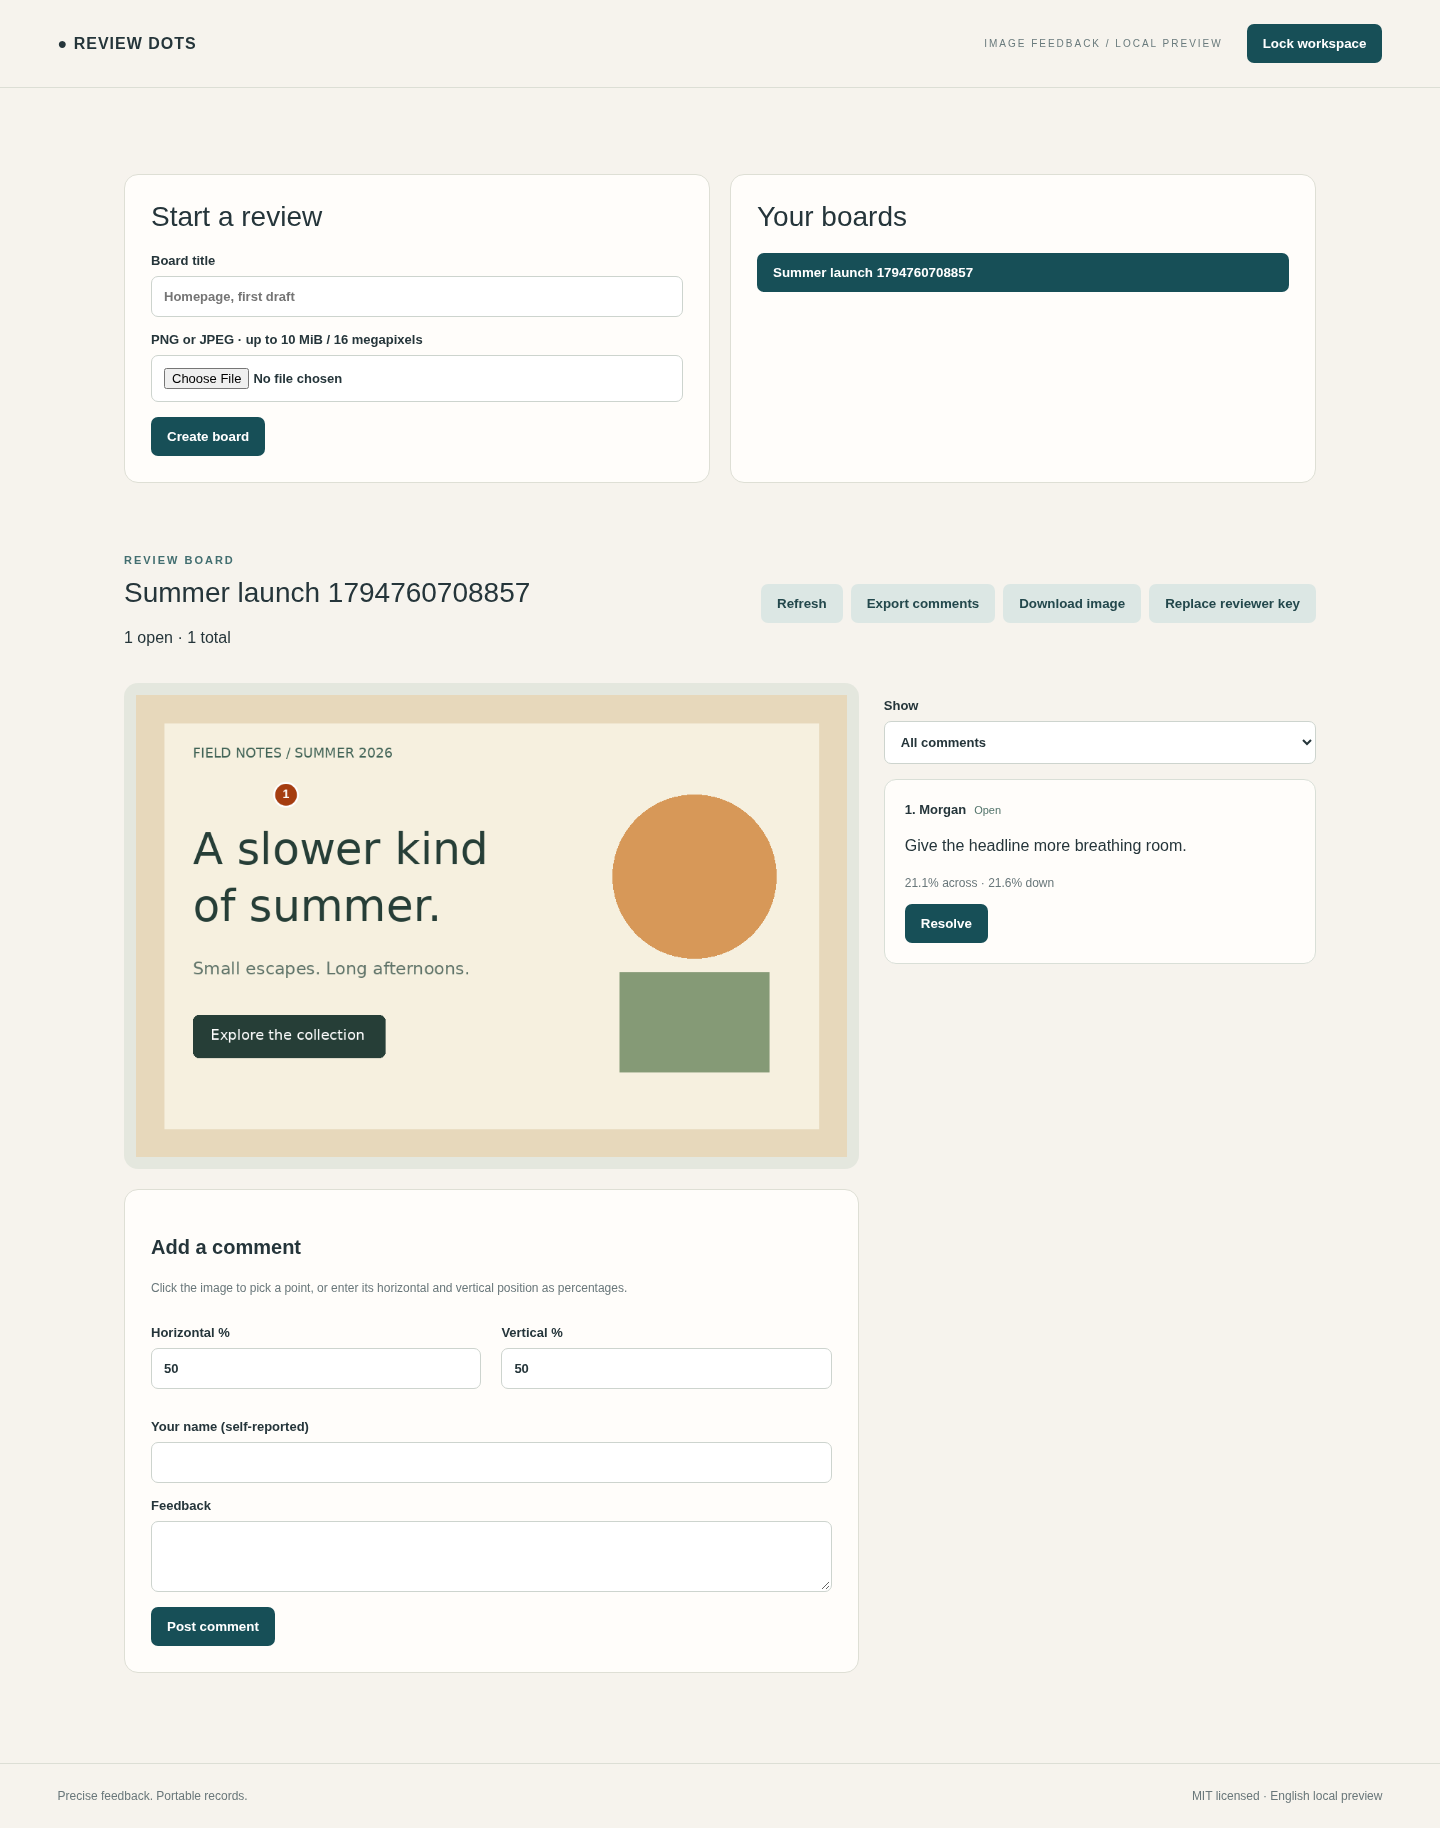 ● REVIEW DOTS
IMAGE FEEDBACK / LOCAL PREVIEW
Lock workspace
Start a review
Board title
Homepage, first draft
PNG or JPEG · up to 10 MiB / 16 megapixels
Choose File No file chosen
Create board
Your boards
Summer launch 1794760708857
REVIEW BOARD
Summer launch 1794760708857
1 open · 1 total
Refresh
Export comments
Download image
Replace reviewer key
FIELD NOTES / SUMMER 2026
1
A slower kind
of summer.
Small escapes. Long afternoons.
Explore the collection
Show
All comments
1. Morgan Open
Give the headline more breathing room.
21.1% across · 21.6% down
Resolve
Add a comment
Click the image to pick a point, or enter its horizontal and vertical position as percentages.
Horizontal %
50
Vertical %
50
Your name (self-reported)
Feedback
Post comment
Precise feedback. Portable records.
MIT licensed · English local preview